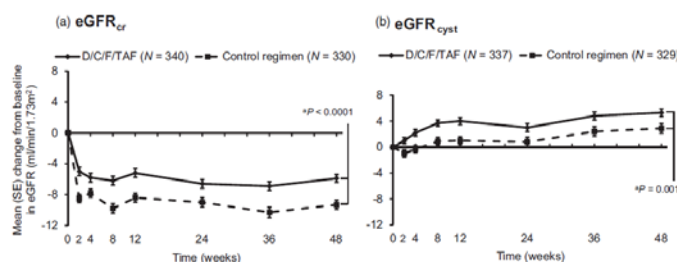 (a) eGFRcr
D/C/F/TAF (N = 340) Control regimen (N = 330)
Mean (SE) change from baseline
in eGFR (ml/min/1.73m²)
8
4
0
-4
-8
-12
ªP < 0.0001
0 2 4 8 12 24 36 48
Time (weeks)
(b) eGFRcyst
D/C/F/TAF (N = 337) Control regimen (N = 329)
12
8
4
0
-4
-8
-12
ªP = 0.001
0 2 4 8 12 24 36 48
Time (weeks)